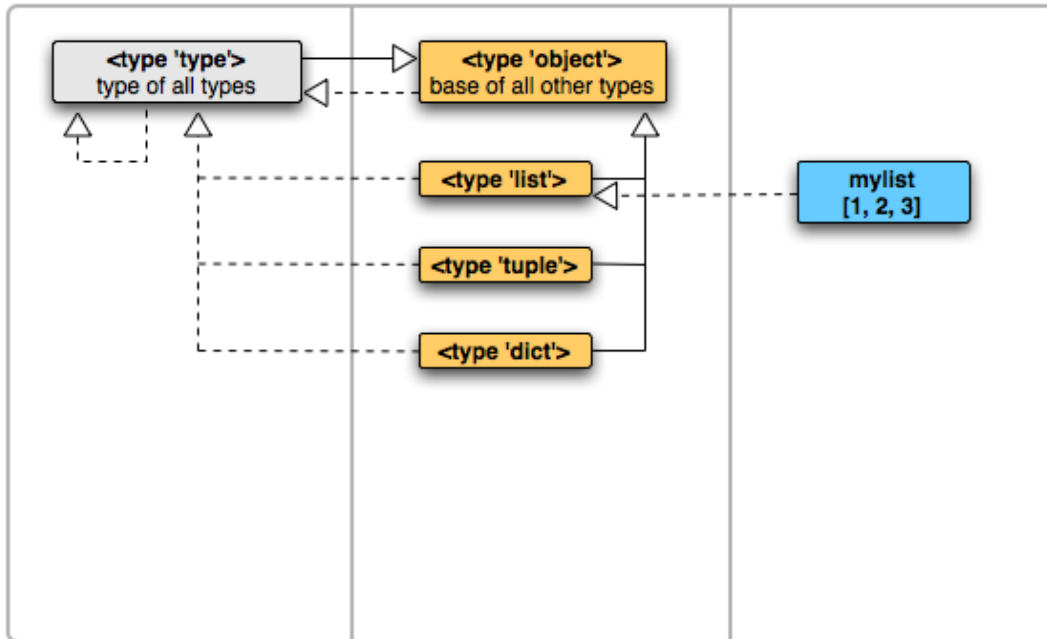 <type 'type'>
type of all types
<type 'object'>
base of all other types
<type 'list'>
mylist
[1, 2, 3]
<type 'tuple'>
<type 'dict'>